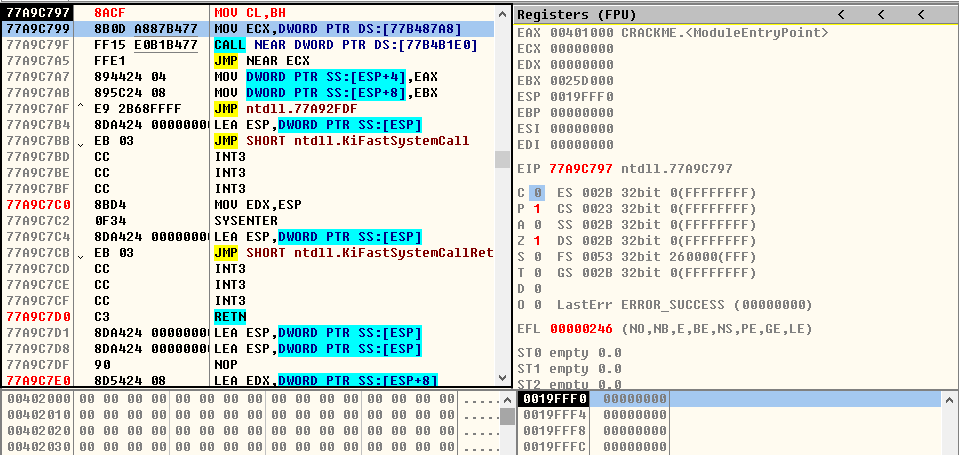 77A9C797 8ACF MOV CL,BH
77A9C799 8B0D A887B477 MOV ECX,DWORD PTR DS:[77B487A8]
77A9C79F FF15 E0B1B477 CALL NEAR DWORD PTR DS:[77B4B1E0]
77A9C7A5 FFE1 JMP NEAR ECX
77A9C7A7 894424 04 MOV DWORD PTR SS:[ESP+4],EAX
77A9C7AB 895C24 08 MOV DWORD PTR SS:[ESP+8],EBX
77A9C7AF ^ E9 2B68FFFF JMP ntdll.77A92FDF
77A9C7B4 8DA424 0000000 LEA ESP,DWORD PTR SS:[ESP]
77A9C7BB EB 03 JMP SHORT ntdll.KiFastSystemCall
77A9C7BD CC INT3
77A9C7BE CC INT3
77A9C7BF CC INT3
77A9C7C0 8BD4 MOV EDX,ESP
77A9C7C2 0F34 SYSENTER
77A9C7C4 8DA424 0000000 LEA ESP,DWORD PTR SS:[ESP]
77A9C7CB EB 03 JMP SHORT ntdll.KiFastSystemCallRet
77A9C7CD CC INT3
77A9C7CE CC INT3
77A9C7CF CC INT3
77A9C7D0 C3 RETN
77A9C7D1 8DA424 0000000 LEA ESP,DWORD PTR SS:[ESP]
77A9C7D8 8DA424 0000000 LEA ESP,DWORD PTR SS:[ESP]
77A9C7DF 90 NOP
77A9C7E0 8D5424 08 LEA EDX,DWORD PTR SS:[ESP+8]
Registers (FPU) < < <
EAX 00401000 CRACKME.<ModuleEntryPoint>
ECX 00000000
EDX 00000000
EBX 0025D000
ESP 0019FFF0
EBP 00000000
ESI 00000000
EDI 00000000
EIP 77A9C797 ntdll.77A9C797
C 0 ES 002B 32bit 0(FFFFFFFF)
P 1 CS 0023 32bit 0(FFFFFFFF)
A 0 SS 002B 32bit 0(FFFFFFFF)
Z 1 DS 002B 32bit 0(FFFFFFFF)
S 0 FS 0053 32bit 260000(FFF)
T 0 GS 002B 32bit 0(FFFFFFFF)
D 0
O 0 LastErr ERROR_SUCCESS (00000000)
EFL 00000246 (NO,NB,E,BE,NS,PE,GE,LE)
ST0 empty 0.0
ST1 empty 0.0
ST2 empty 0.0
00402000 00 00 00 00 00 00 00 00 00 00 00 00 00 00 00 00 .....
00402010 00 00 00 00 00 00 00 00 00 00 00 00 00 00 00 00 .....
00402020 00 00 00 00 00 00 00 00 00 00 00 00 00 00 00 00 .....
00402030 00 00 00 00 00 00 00 00 00 00 00 00 00 00 00 00 .....
0019FFF0 00000000
0019FFF4 00000000
0019FFF8 00000000
0019FFFC 00000000